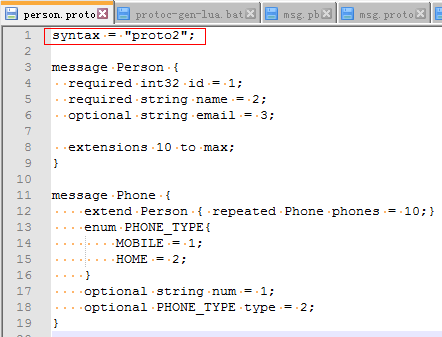 person.proto protoc-gen-lua.bat msg.pb msg.proto
1 syntax = "proto2";
2
3 message Person {
4   required int32 id = 1;
5   required string name = 2;
6   optional string email = 3;
7
8   extensions 10 to max;
9 }
10
11 message Phone {
12     extend Person { repeated Phone phones = 10;}
13     enum PHONE_TYPE{
14         MOBILE = 1;
15         HOME = 2;
16     }
17     optional string num = 1;
18     optional PHONE_TYPE type = 2;
19 }